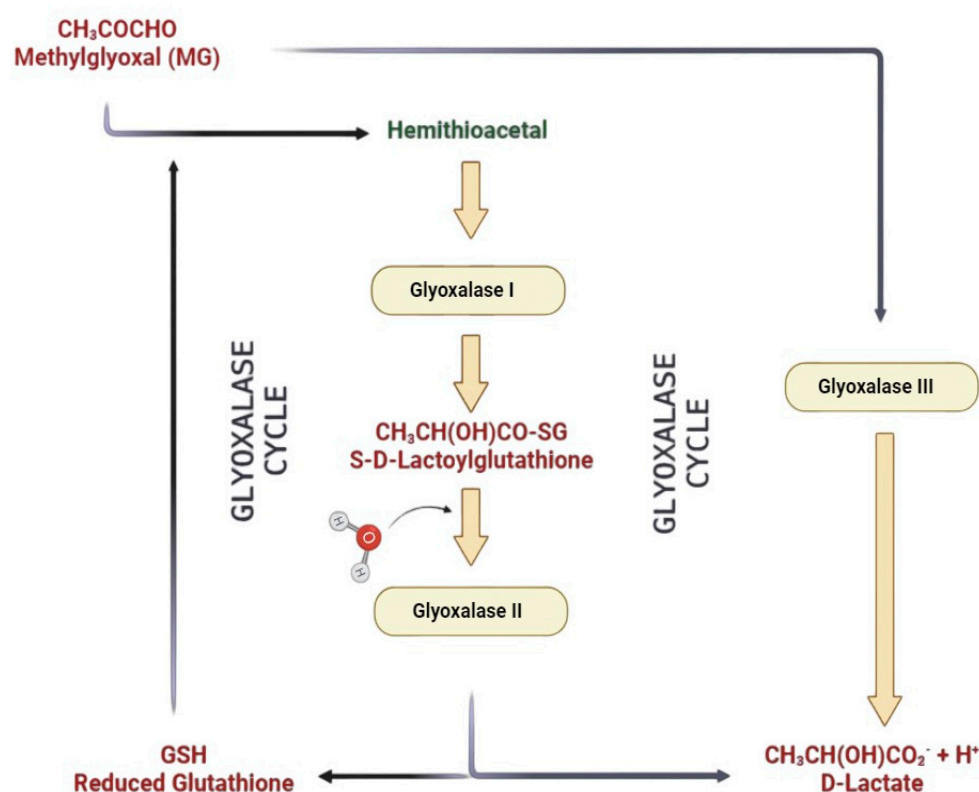 CH₃COCHO
Methylglyoxal (MG)
Hemithioacetal
Glyoxalase I
GLYOXALASE
CYCLE
GLYOXALASE
CYCLE
Glyoxalase III
CH₃CH(OH)CO-SG
S-D-Lactoylglutathione
H
O
H
Glyoxalase II
GSH
Reduced Glutathione
CH₃CH(OH)CO₂⁻ + H⁺
D-Lactate